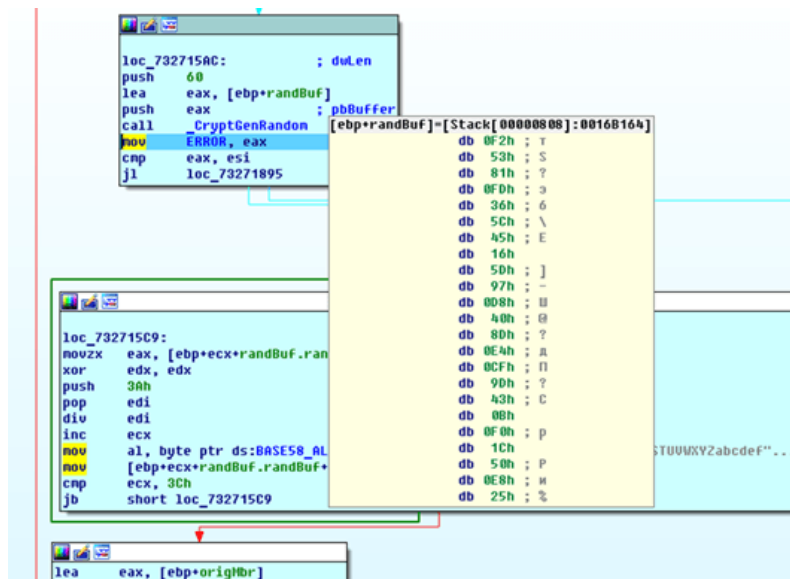 loc_732715AC: ; dwLen
push 60
lea eax, [ebp+randBuf]
push eax ; pbBuffer
call _CryptGenRandom
mov ERROR, eax
cmp eax, esi
jl loc_73271895
[ebp+randBuf]=[Stack[00000808]:0016B164]
db 0F2h ; т
db 53h ; S
db 81h ; ?
db 0FDh ; э
db 36h ; 6
db 5Ch ; \
db 45h ; E
db 16h
db 5Dh ; ]
db 97h ; -
db 0D8h ; Ш
db 40h ; @
db 8Dh ; ?
db 0E4h ; д
db 0CFh ; П
db 9Dh ; ?
db 43h ; C
db 0Bh
db 0F0h ; р
db 1Ch
db 50h ; P
db 0E8h ; и
db 25h ; %
loc_732715C9:
movzx eax, [ebp+ecx+randBuf.ran
xor edx, edx
push 3Ah
pop edi
div edi
inc ecx
mov al, byte ptr ds:BASE58_AL
STUVWXYZabcdef"..
mov [ebp+ecx+randBuf.randBuf+
cmp ecx, 3Ch
jb short loc_732715C9
lea eax, [ebp+origMbr]